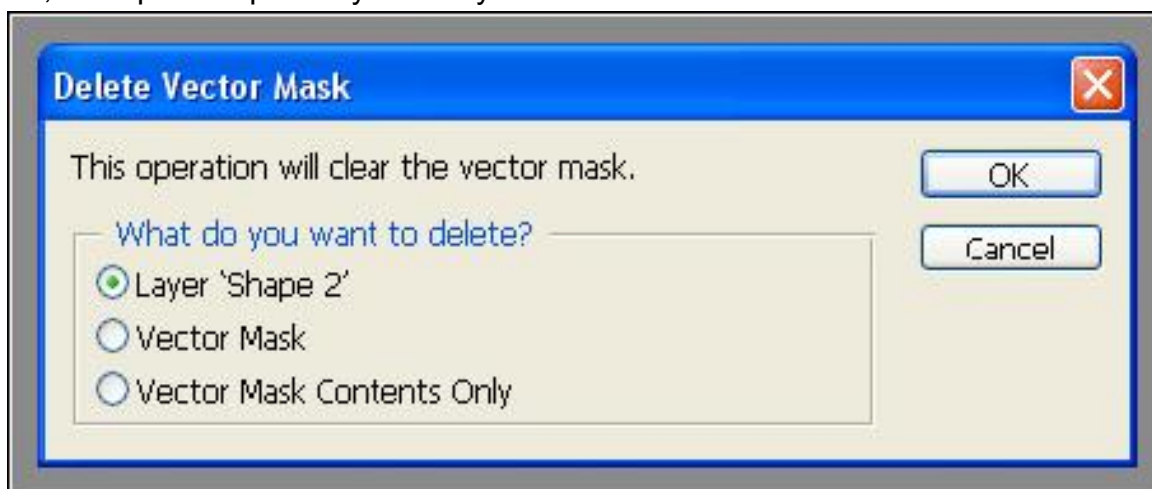 Delete Vector Mask
This operation will clear the vector mask.
OK
What do you want to delete?
Cancel
Layer 'Shape 2'
Vector Mask
Vector Mask Contents Only